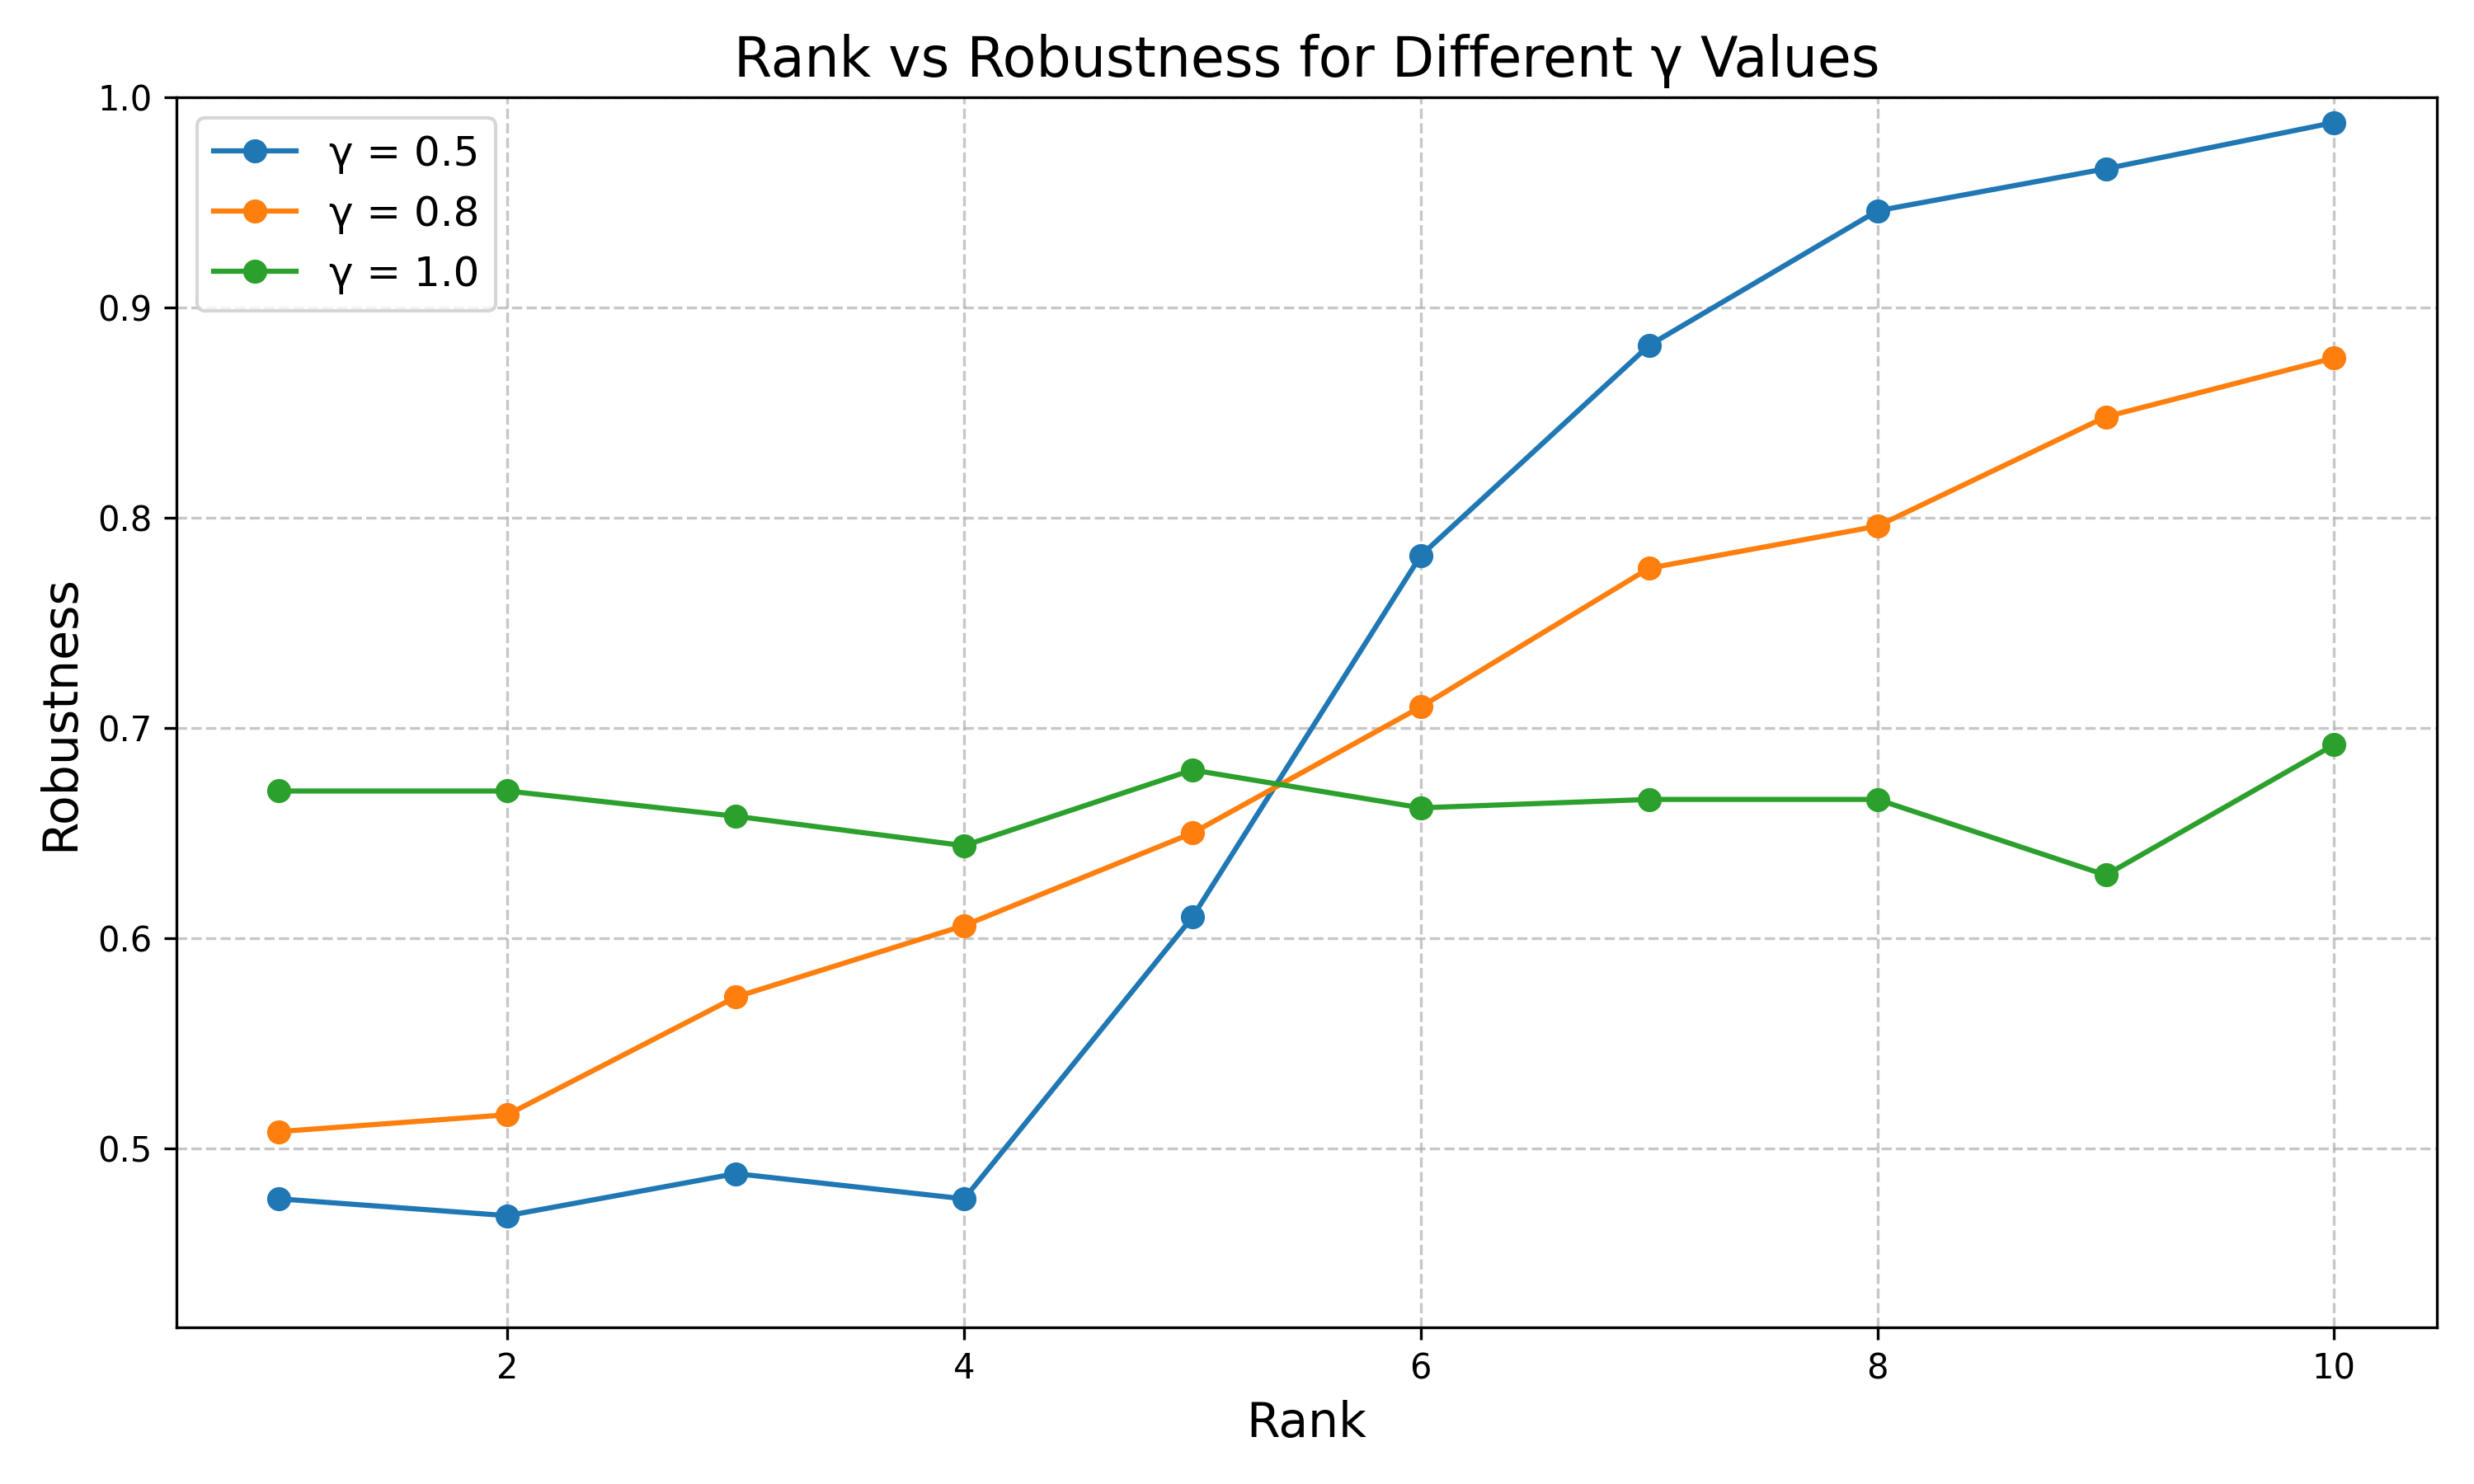 Rank vs Robustness for Different γ Values
γ = 0.5
γ = 0.8
γ = 1.0
Robustness
1.0
0.9
0.8
0.7
0.6
0.5
2 4 6 8 10
Rank